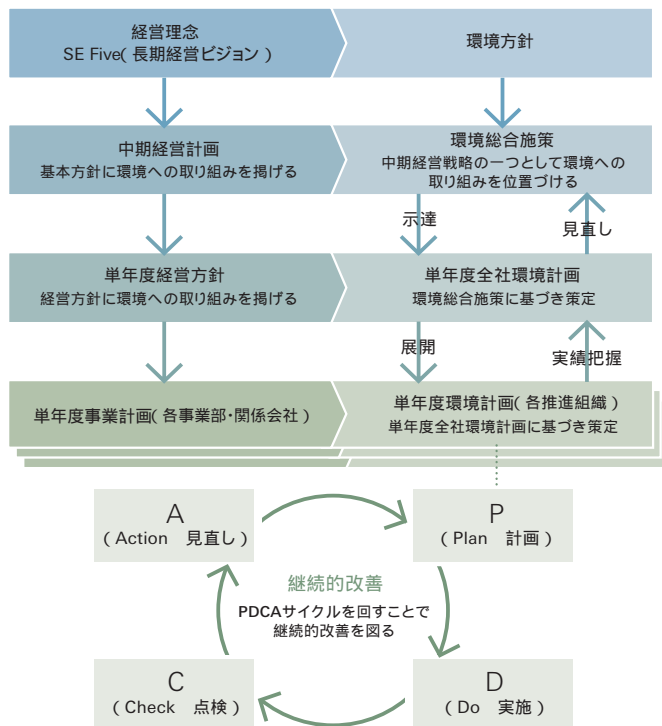 経営理念
SE Five(長期経営ビジョン)
環境方針
中期経営計画
基本方針に環境への取り組みを掲げる
環境総合施策
中期経営戦略の一つとして環境への
取り組みを位置づける
示達
見直し
単年度経営方針
経営方針に環境への取り組みを掲げる
単年度全社環境計画
環境総合施策に基づき策定
展開
実績把握
単年度事業計画(各事業部・関係会社)
単年度環境計画(各推進組織)
単年度全社環境計画に基づき策定
A
(Action 見直し)
P
(Plan 計画)
継続的改善
PDCAサイクルを回すことで
継続的改善を図る
C
(Check 点検)
D
(Do 実施)